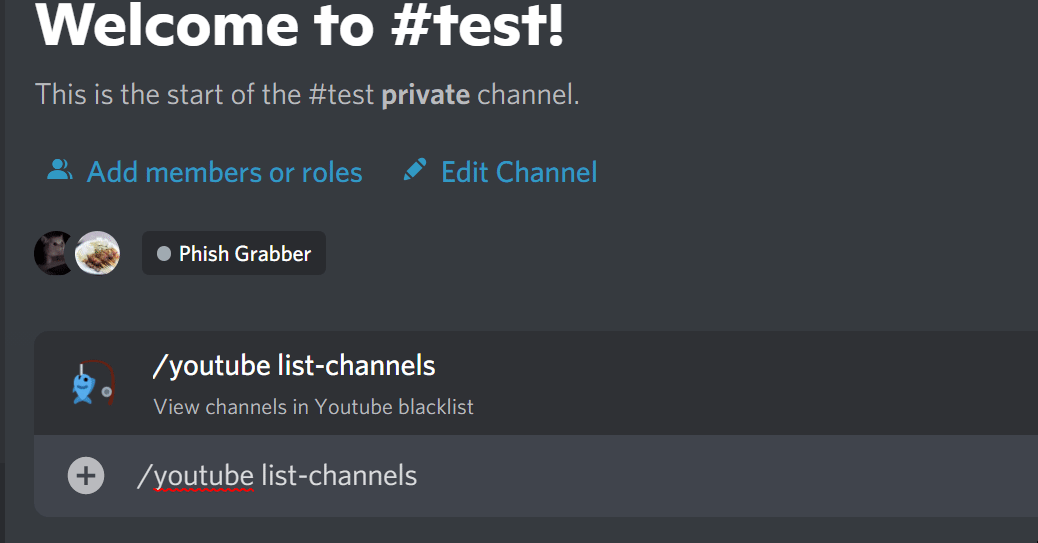 Welcome to #test!
This is the start of the #test private channel.
Add members or roles Edit Channel
Phish Grabber
/youtube list-channels
View channels in Youtube blacklist
/youtube list-channels